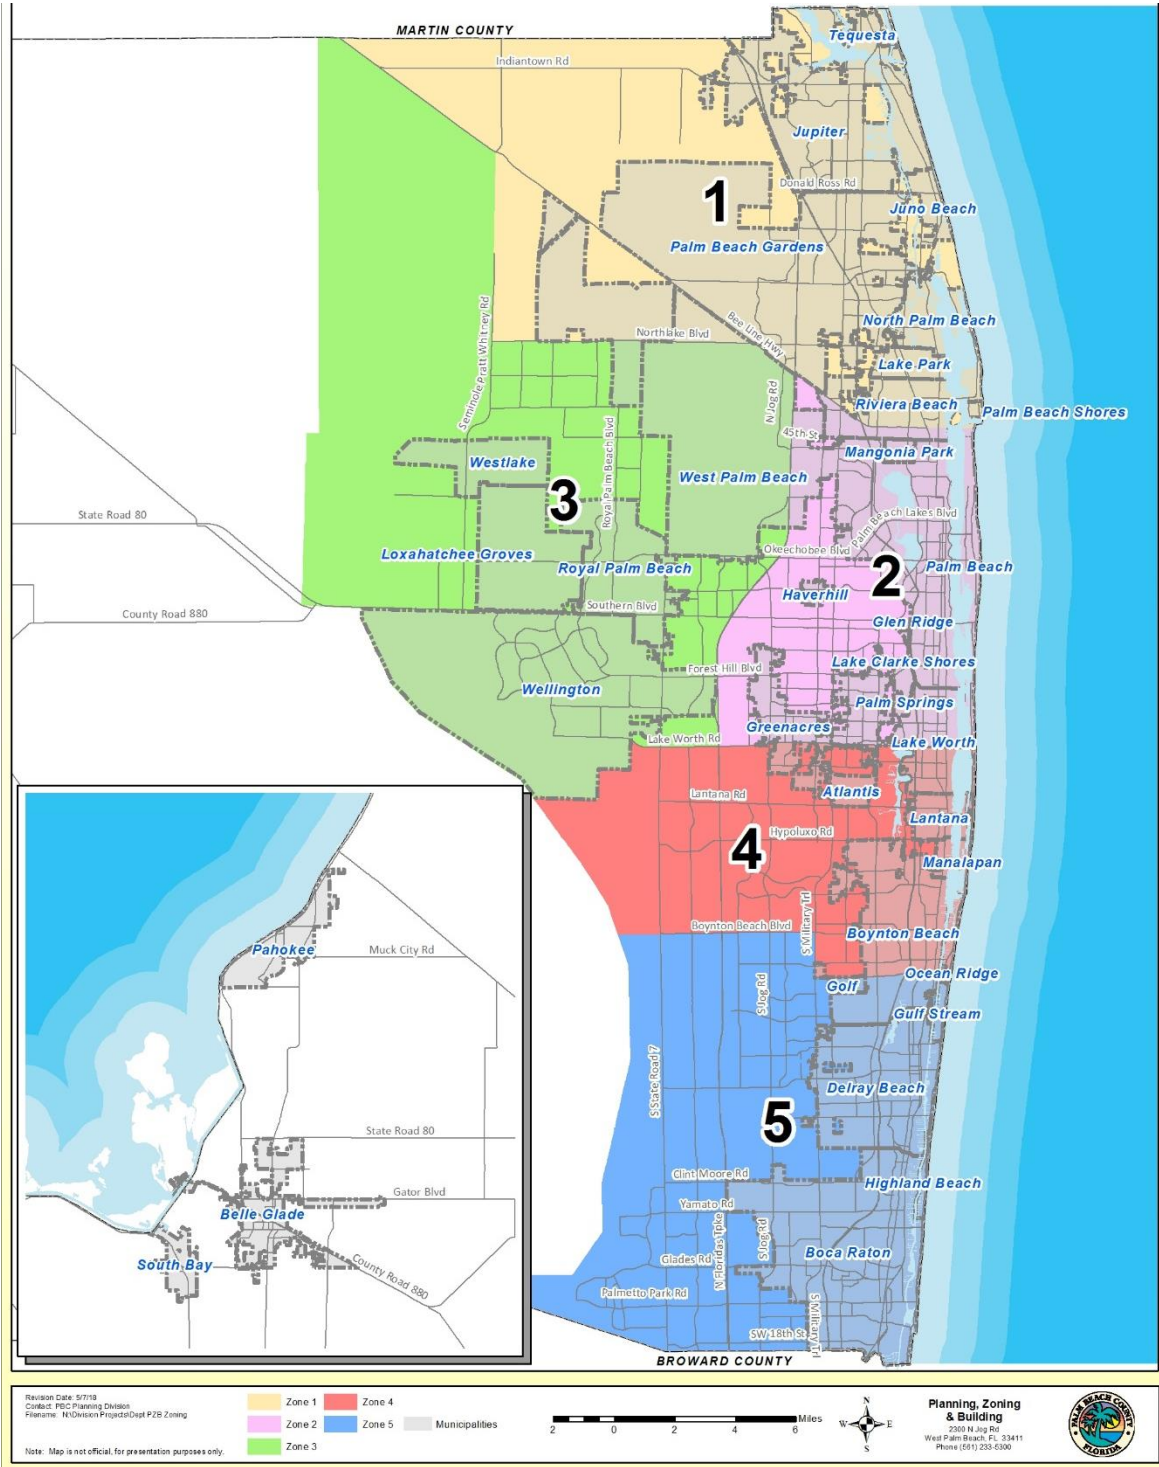 MARTIN COUNTY
Tequesta
Indiantown Rd
Jupiter
Donald Ross Rd
1
Juno Beach
Palm Beach Gardens
Seminole Pratt Whitney Rd
Northlake Blvd
Bee Line Hwy
North Palm Beach
Lake Park
N Jog Rd
Riviera Beach
Palm Beach Shores
45th St
Royal Palm Beach Blvd
Mangonia Park
Westlake
West Palm Beach
3
State Road 80
Palm Beach Lakes Blvd
Loxahatchee Groves
Okeechobee Blvd
Royal Palm Beach
2
Palm Beach
Haverhill
County Road 880
Southern Blvd
Glen Ridge
Forest Hill Blvd
Lake Clarke Shores
Wellington
Palm Springs
Greenacres
Lake Worth Rd
Lake Worth
Lantana Rd
Atlantis
Lantana
Hypoluxo Rd
4
Manalapan
S Military Trl
Boynton Beach Blvd
Boynton Beach
Ocean Ridge
S Jog Rd
Golf
Gulf Stream
S State Road 7
Delray Beach
5
Clint Moore Rd
Highland Beach
Yamato Rd
N Floridas Tpke
S Jog Rd
Boca Raton
Glades Rd
Palmetto Park Rd
S Military Trl
SW 18th St
BROWARD COUNTY
Pahokee
Muck City Rd
State Road 80
Gator Blvd
Belle Glade
South Bay
County Road 880
Revision Date: 5/7/18
Contact: PBC Planning Division
Filename: N:\Division Projects\Dept PZB Zoning
Note: Map is not official, for presentation purposes only.
Zone 1
Zone 2
Zone 3
Zone 4
Zone 5
Municipalities
2 0 2 4 6 Miles
N
W E
S
Planning, Zoning
& Building
2300 N Jog Rd
West Palm Beach, FL 33411
Phone (561) 233-5300
PALM BEACH COUNTY
FLORIDA